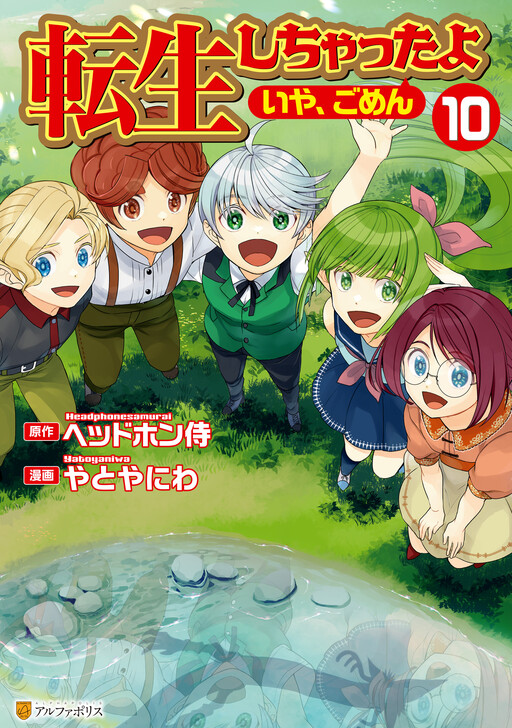 転生しちゃったよ
いや、ごめん
10
Headphonesamurai
原作 ヘッドホン侍
Yatoyaniwa
漫画 やとやにわ
アルファポリス